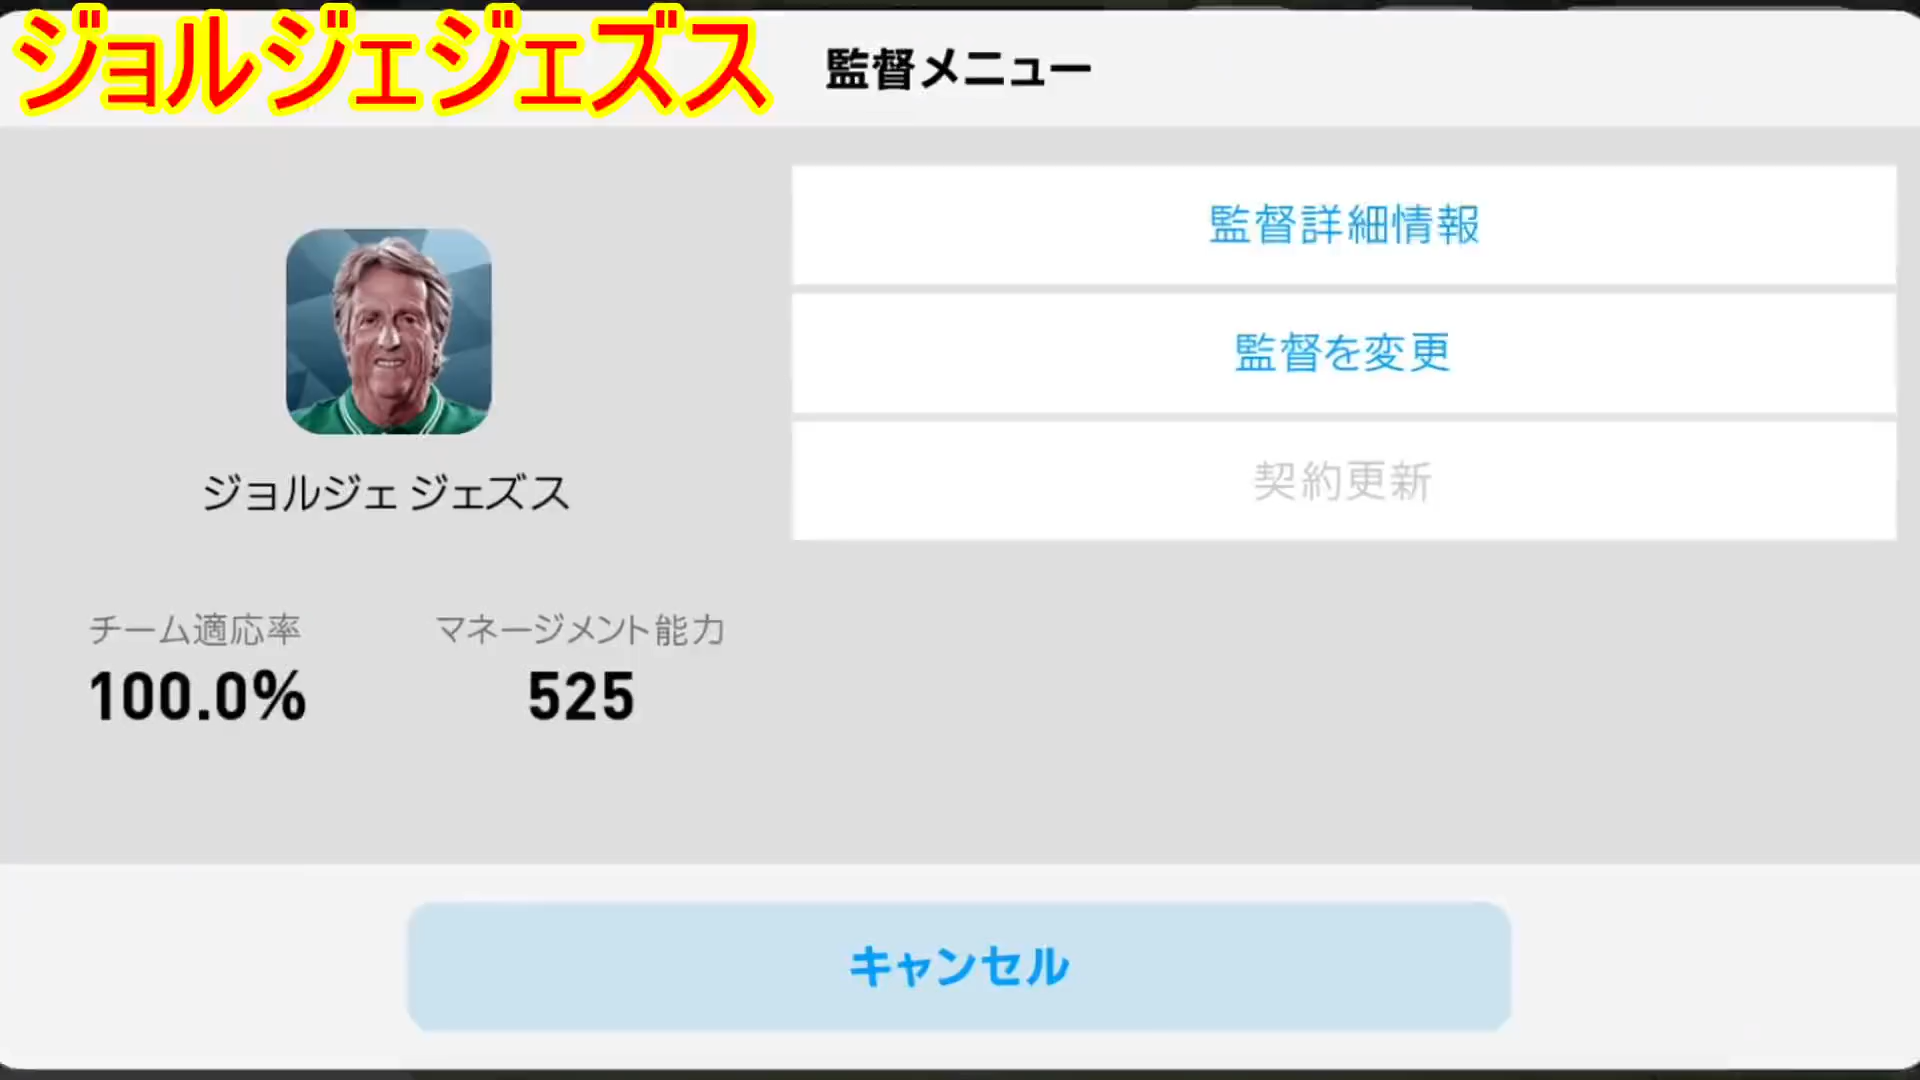 ジョルジェジェズス
監督メニュー
監督詳細情報
監督を変更
契約更新
ジョルジェ ジェズス
チーム適応率
マネージメント能力
100.0%
525
キャンセル